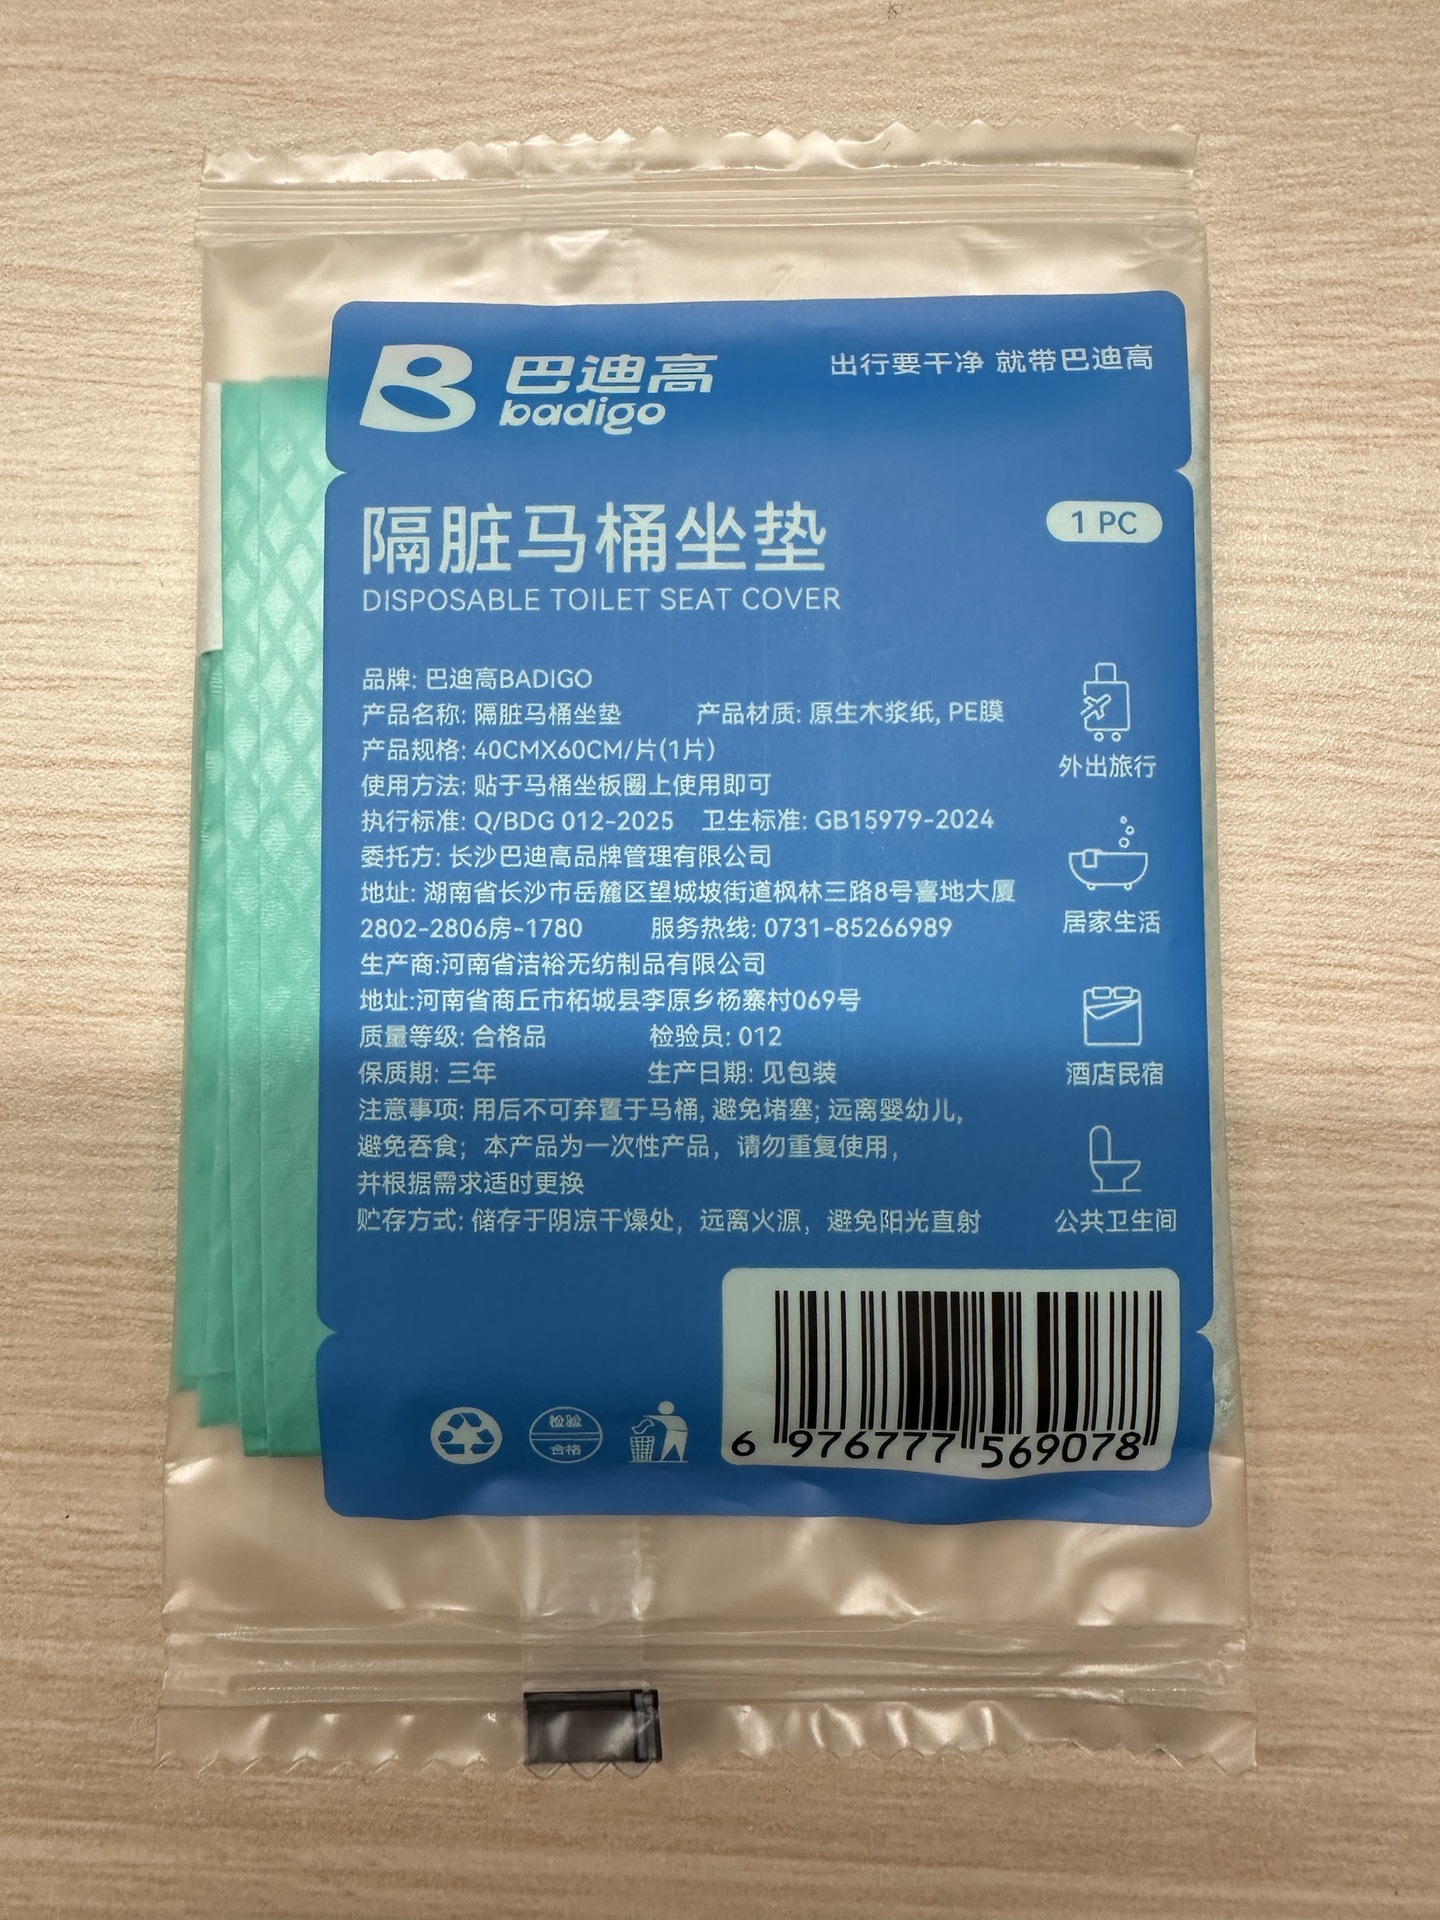 巴迪高
badigo
出行要干净 就带巴迪高
隔脏马桶坐垫
1 PC
DISPOSABLE TOILET SEAT COVER
品牌: 巴迪高BADIGO
产品名称: 隔脏马桶坐垫 产品材质: 原生木浆纸, PE膜
产品规格: 40CMX60CM/片(1片)
使用方法: 贴于马桶坐板圈上使用即可
执行标准: Q/BDG 012-2025 卫生标准: GB15979-2024
委托方: 长沙巴迪高品牌管理有限公司
地址: 湖南省长沙市岳麓区望城坡街道枫林三路8号喜地大厦
2802-2806房-1780 服务热线: 0731-85266989
生产商:河南省洁裕无纺制品有限公司
地址:河南省商丘市柘城县李原乡杨寨村069号
质量等级: 合格品 检验员: 012
保质期: 三年 生产日期: 见包装
注意事项: 用后不可弃置于马桶, 避免堵塞; 远离婴幼儿,
避免吞食; 本产品为一次性产品, 请勿重复使用,
并根据需求适时更换
贮存方式: 储存于阴凉干燥处, 远离火源, 避免阳光直射
外出旅行
居家生活
酒店民宿
公共卫生间
检验
合格
6 976777 569078